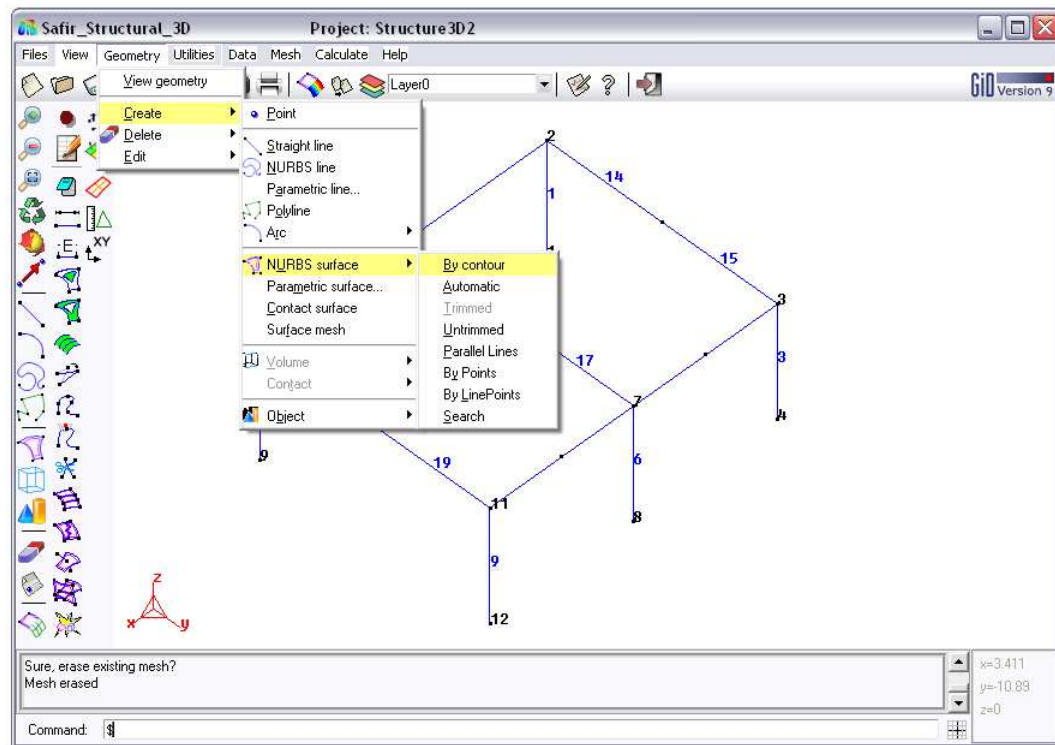 Safir_Structural_3D Project: Structure3D2
Files View Geometry Utilities Data Mesh Calculate Help
Layer0
GiD Version 9
View geometry
Create
Delete
Edit
Point
Straight line
NURBS line
Parametric line...
Polyline
Arc
NURBS surface
Parametric surface...
Contact surface
Surface mesh
Volume
Contact
Object
By contour
Automatic
Trimmed
Untrimmed
Parallel Lines
By Points
By LinePoints
Search
E
XY
2
14
1
15
3
3
17
7
4
9
19
6
11
8
9
12
z
x
y
Sure, erase existing mesh?
Mesh erased
x=3.411
y=-10.89
z=0
Command: $